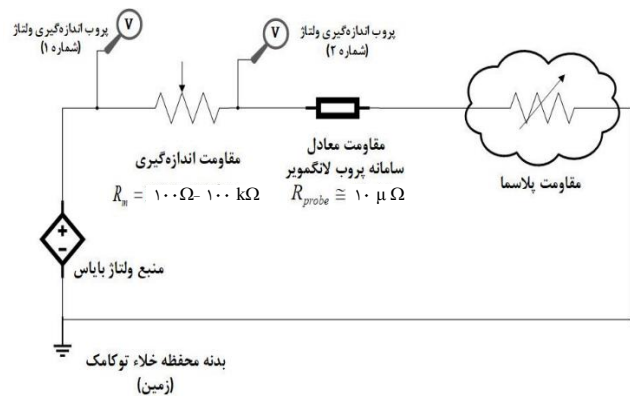 پروب اندازه‌گیری ولتاژ
(شماره ۱)
V
پروب اندازه‌گیری ولتاژ
(شماره ۲)
V
مقاومت اندازه‌گیری
R_m = ۱۰۰Ω- ۱۰۰ kΩ
مقاومت معادل
سامانه پروب لانگمویر
R_probe ≅ ۱۰ μ Ω
مقاومت پلاسما
+
-
منبع ولتاژ بایاس
بدنه محفظه خلاء توکامک
(زمین)